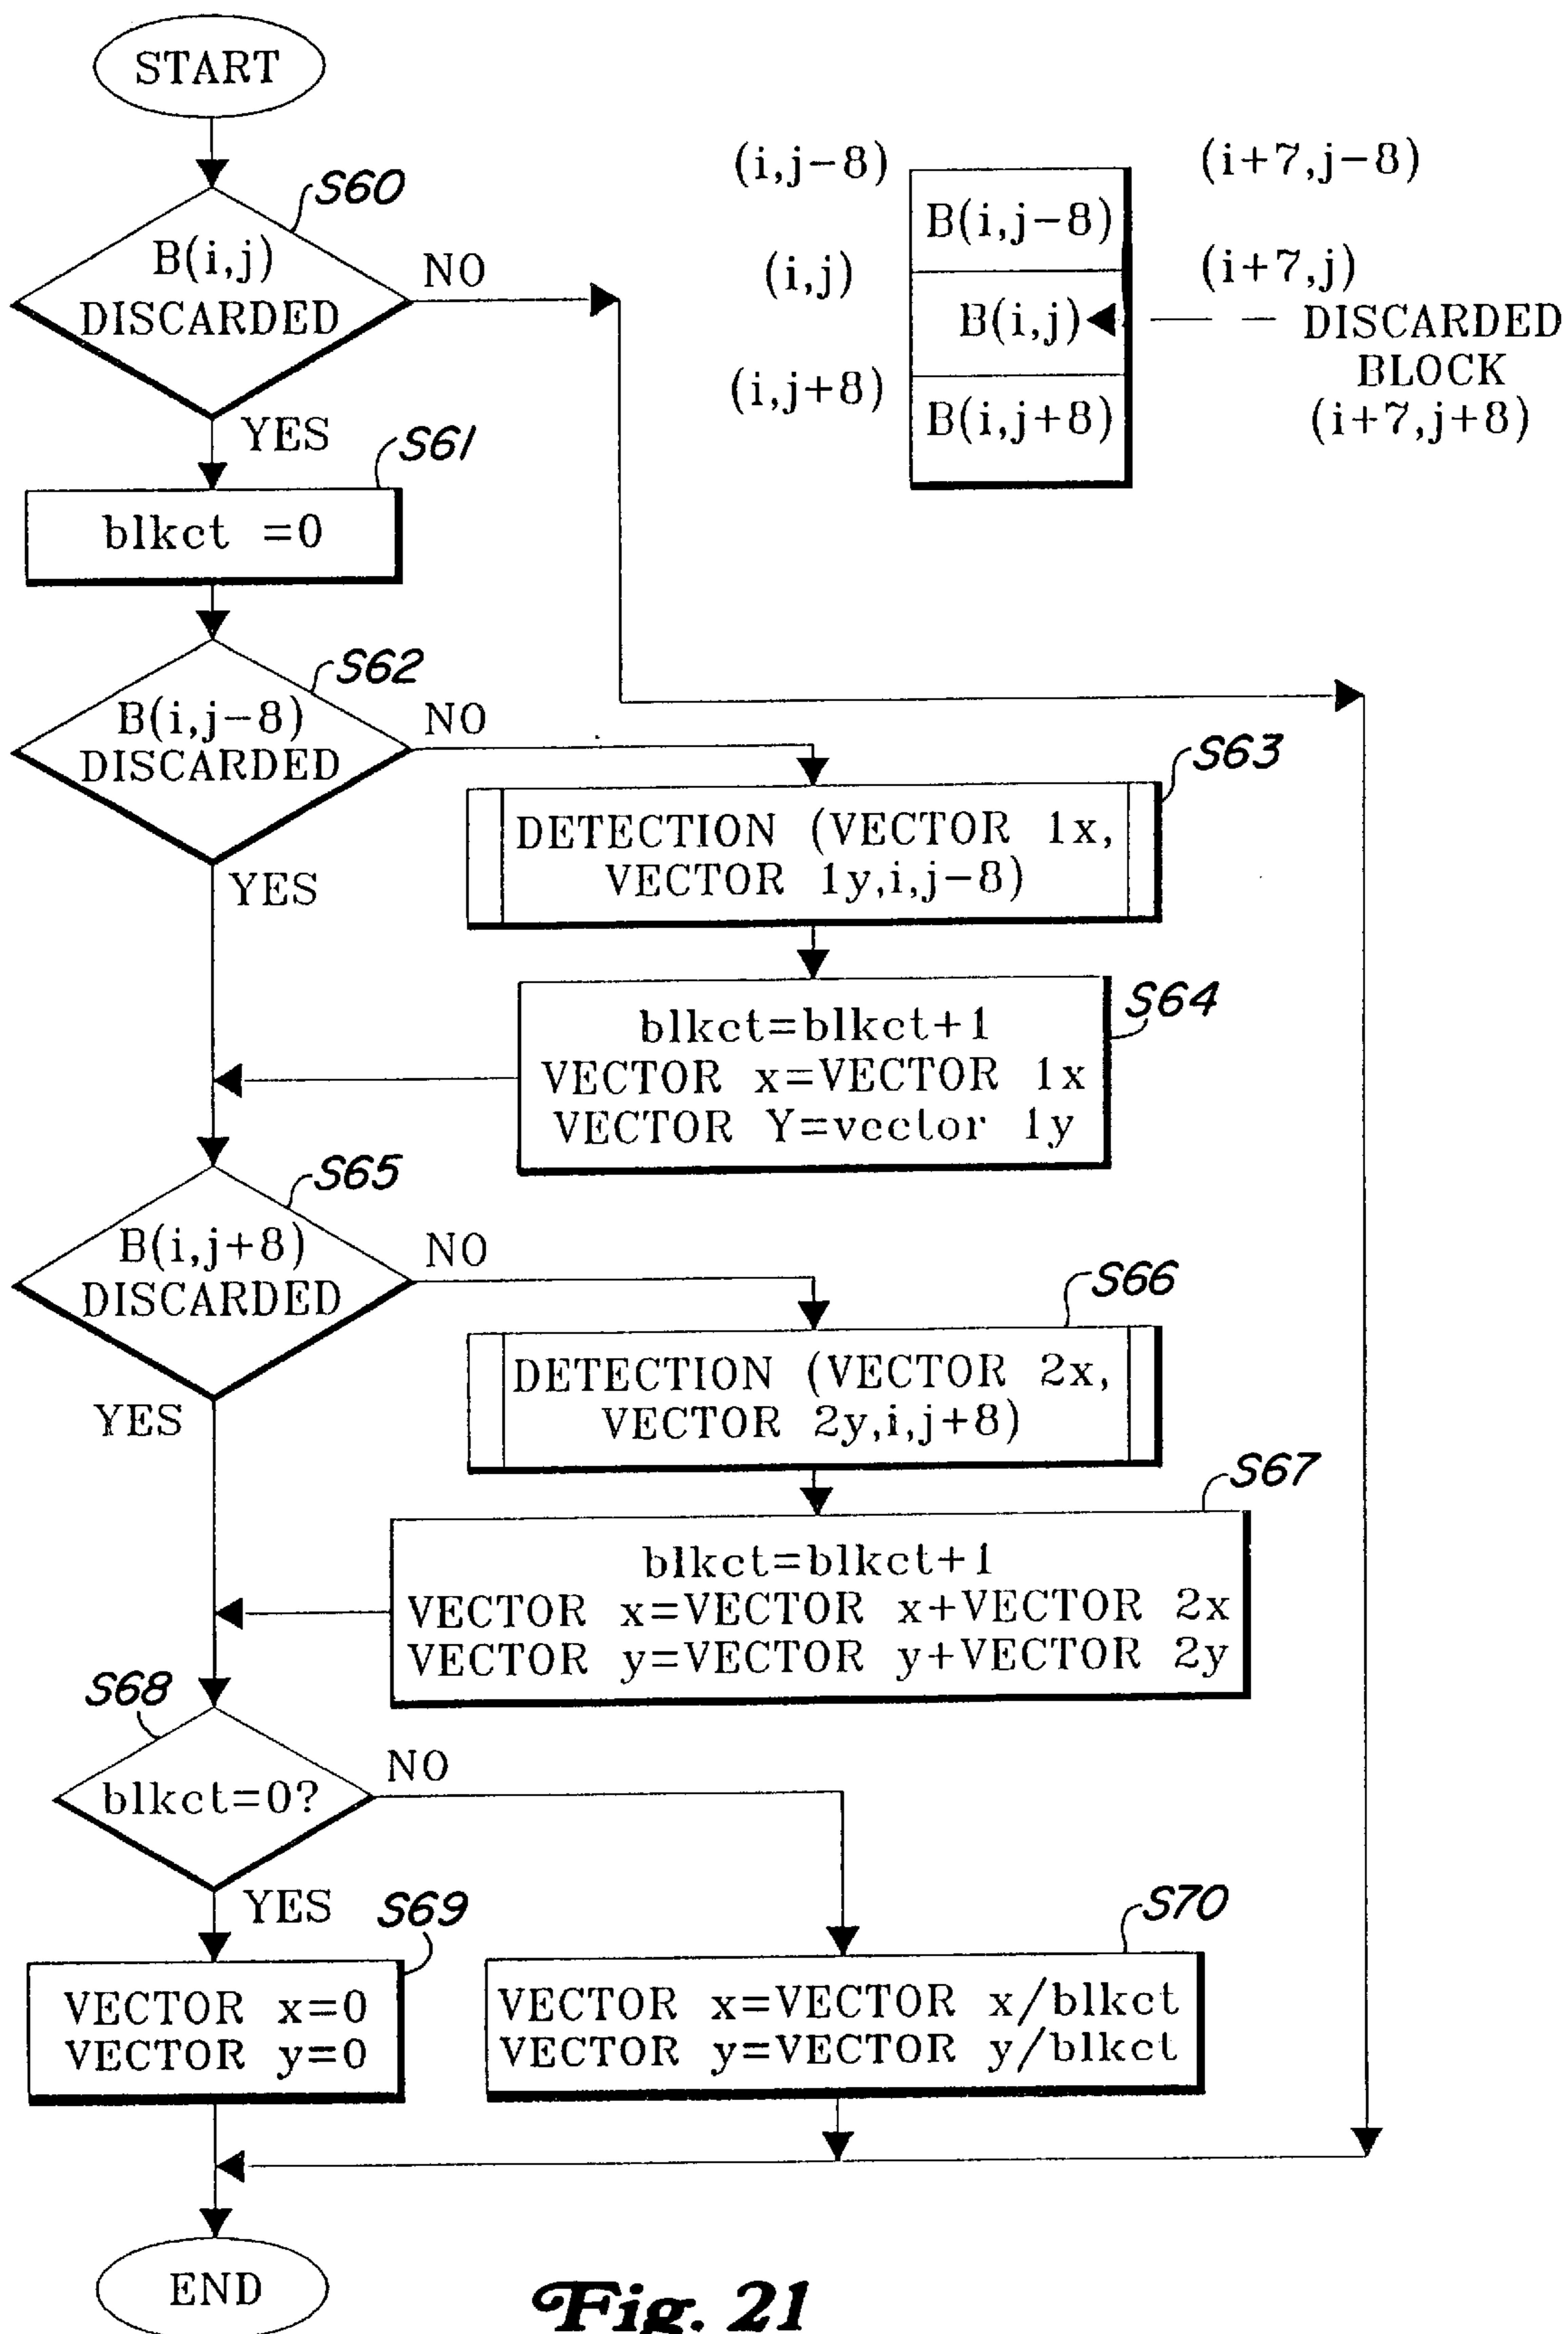 START
S60
B(i,j)
DISCARDED
NO
YES
(i,j-8)
(i+7,j-8)
B(i,j-8)
(i,j)
(i+7,j)
B(i,j)
DISCARDED
BLOCK
(i,j+8)
B(i,j+8)
(i+7,j+8)
S61
blkct =0
S62
B(i,j-8)
DISCARDED
NO
YES
S63
DETECTION (VECTOR 1x,
VECTOR 1y,i,j-8)
S64
blkct=blkct+1
VECTOR x=VECTOR 1x
VECTOR Y=vector 1y
S65
B(i,j+8)
DISCARDED
NO
YES
S66
DETECTION (VECTOR 2x,
VECTOR 2y,i,j+8)
S67
blkct=blkct+1
VECTOR x=VECTOR x+VECTOR 2x
VECTOR y=VECTOR y+VECTOR 2y
S68
blkct=0?
NO
YES
S69
VECTOR x=0
VECTOR y=0
S70
VECTOR x=VECTOR x/blkct
VECTOR y=VECTOR y/blkct
END
Fig. 21